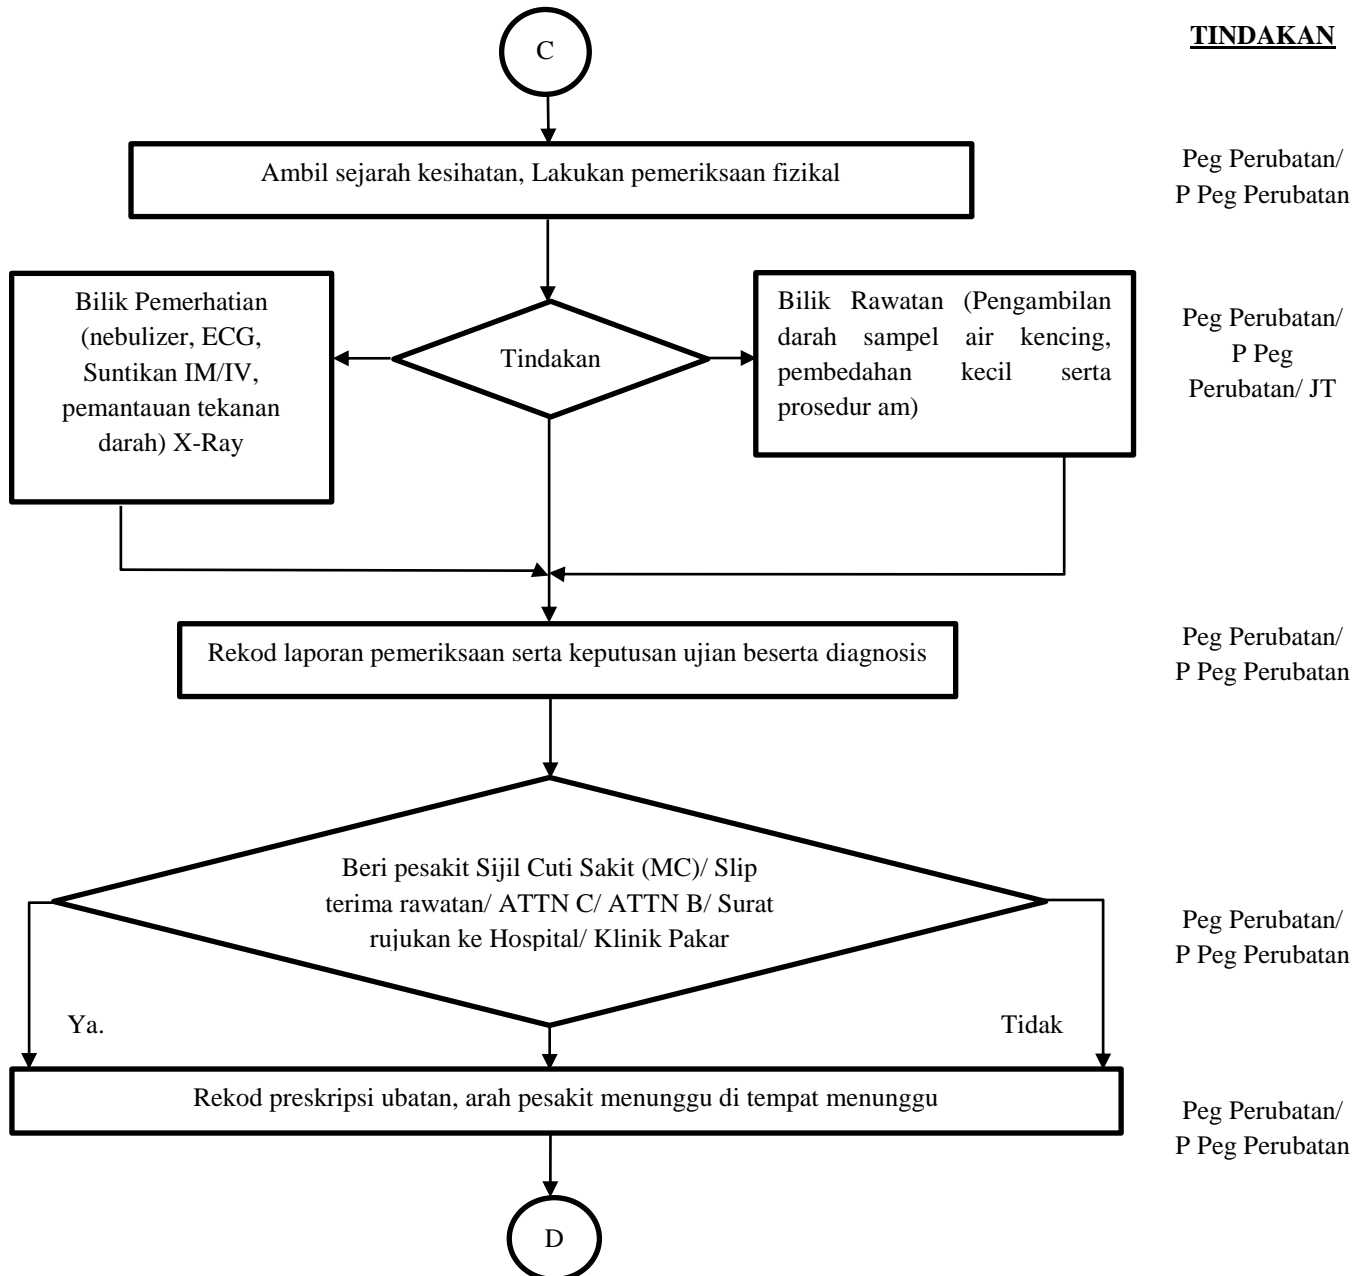 C
TINDAKAN
Ambil sejarah kesihatan, Lakukan pemeriksaan fizikal
Peg Perubatan/
P Peg Perubatan
Bilik Pemerhatian
(nebulizer, ECG,
Suntikan IM/IV,
pemantauan tekanan
darah) X-Ray
Tindakan
Bilik Rawatan (Pengambilan
darah sampel air kencing,
pembedahan kecil serta
prosedur am)
Peg Perubatan/
P Peg
Perubatan/ JT
Rekod laporan pemeriksaan serta keputusan ujian beserta diagnosis
Peg Perubatan/
P Peg Perubatan
Beri pesakit Sijil Cuti Sakit (MC)/ Slip
terima rawatan/ ATTN C/ ATTN B/ Surat
rujukan ke Hospital/ Klinik Pakar
Peg Perubatan/
P Peg Perubatan
Ya.
Tidak
Rekod preskripsi ubatan, arah pesakit menunggu di tempat menunggu
Peg Perubatan/
P Peg Perubatan
D